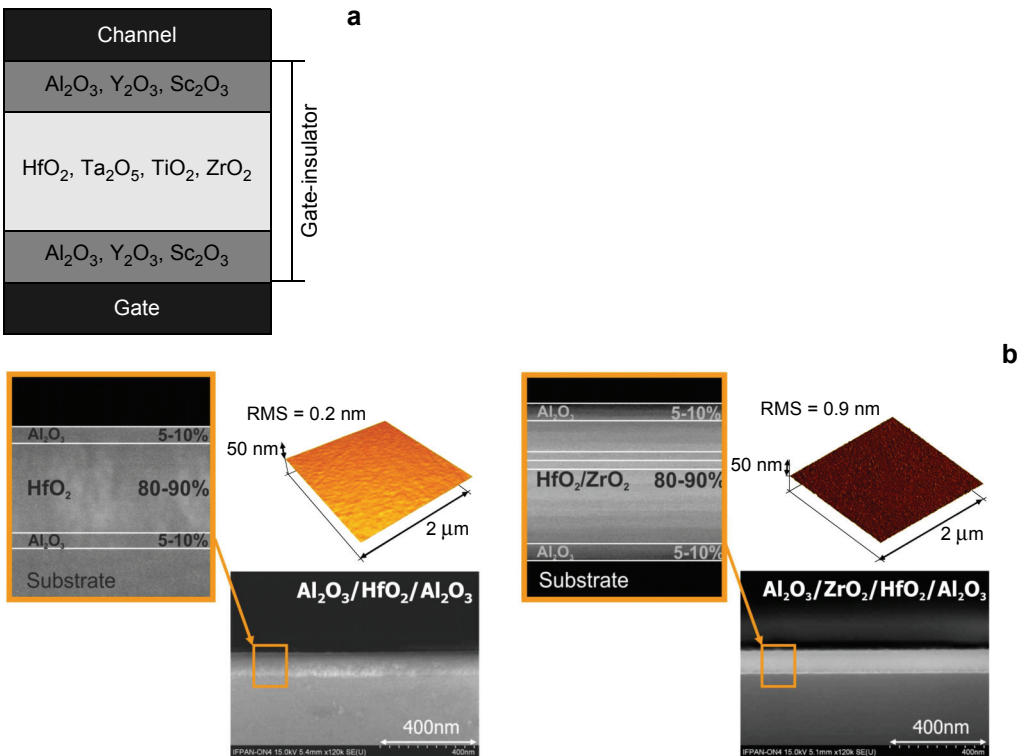 a
Channel
Al₂O₃, Y₂O₃, Sc₂O₃
HfO₂, Ta₂O₅, TiO₂, ZrO₂
Al₂O₃, Y₂O₃, Sc₂O₃
Gate
Gate-insulator
b
Al₂O₃ 5-10%
HfO₂ 80-90%
Al₂O₃ 5-10%
Substrate
RMS = 0.2 nm
50 nm
2 µm
Al₂O₃/HfO₂/Al₂O₃
400nm
IFPAN-ON4 15.0kV 5.4mm x120k SE(U) 400nm
Al₂O₃ 5-10%
HfO₂/ZrO₂ 80-90%
Al₂O₃ 5-10%
Substrate
RMS = 0.9 nm
50 nm
2 µm
Al₂O₃/ZrO₂/HfO₂/Al₂O₃
400nm
IFPAN-ON4 15.0kV 5.1mm x120k SE(U) 400nm